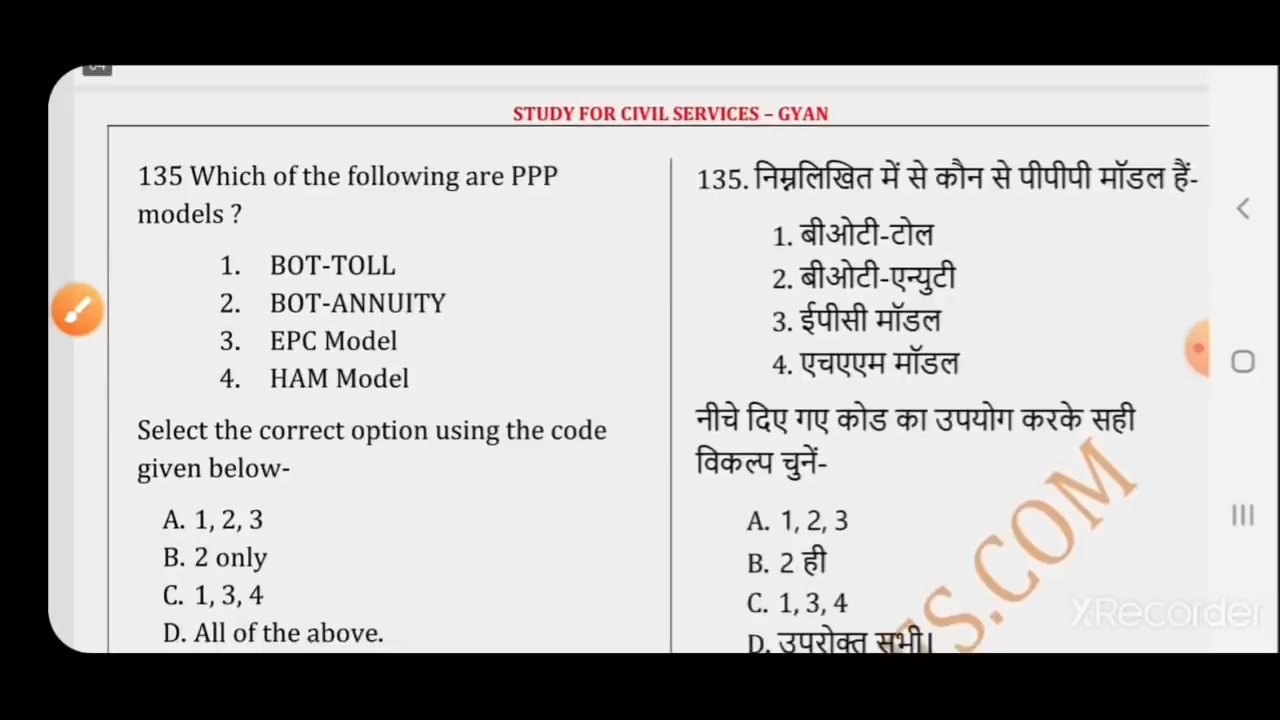 STUDY FOR CIVIL SERVICES – GYAN
135 Which of the following are PPP
models ?
1. BOT-TOLL
2. BOT-ANNUITY
3. EPC Model
4. HAM Model
Select the correct option using the code
given below-
A. 1, 2, 3
B. 2 only
C. 1, 3, 4
D. All of the above.
135. निम्नलिखित में से कौन से पीपीपी मॉडल हैं-
1. बीओटी-टोल
2. बीओटी-एन्युटी
3. ईपीसी मॉडल
4. एचएएम मॉडल
नीचे दिए गए कोड का उपयोग करके सही
विकल्प चुनें-
A. 1, 2, 3
B. 2 ही
C. 1, 3, 4
D. उपरोक्त सभी।
S.COM
XRecorder